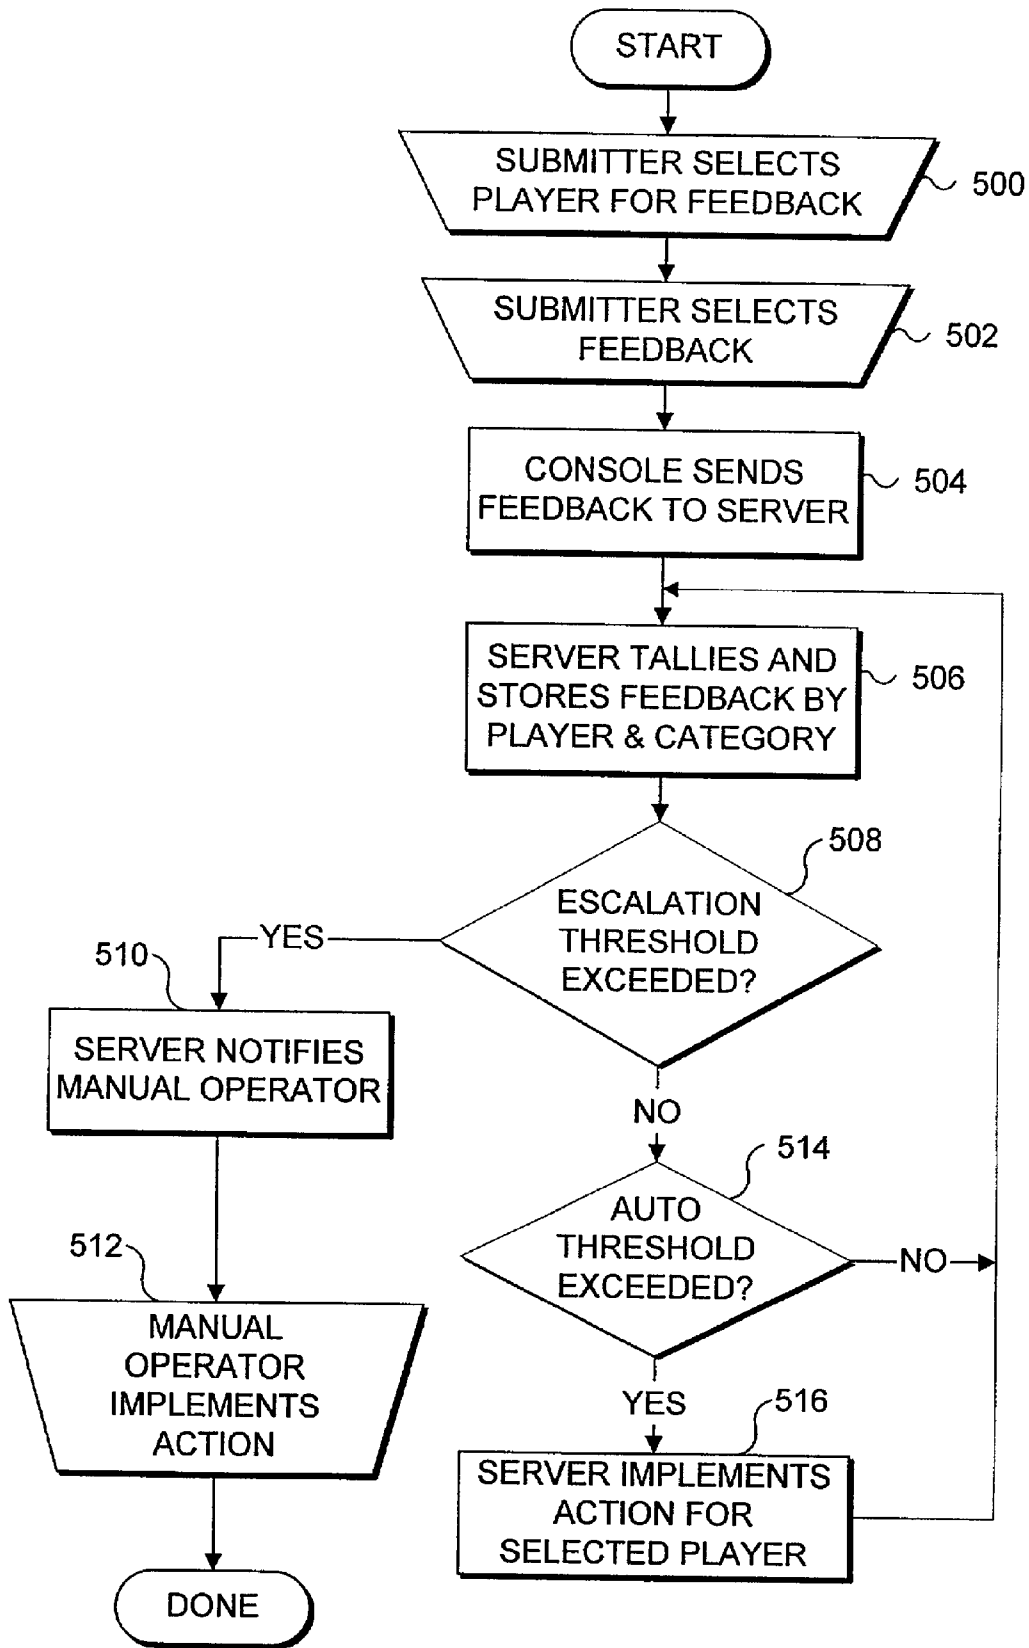 START
SUBMITTER SELECTS
PLAYER FOR FEEDBACK
500
SUBMITTER SELECTS
FEEDBACK
502
CONSOLE SENDS
FEEDBACK TO SERVER
504
SERVER TALLIES AND
STORES FEEDBACK BY
PLAYER & CATEGORY
506
508
ESCALATION
THRESHOLD
EXCEEDED?
YES
510
SERVER NOTIFIES
MANUAL OPERATOR
NO
514
AUTO
THRESHOLD
EXCEEDED?
NO
512
MANUAL
OPERATOR
IMPLEMENTS
ACTION
YES
516
SERVER IMPLEMENTS
ACTION FOR
SELECTED PLAYER
DONE